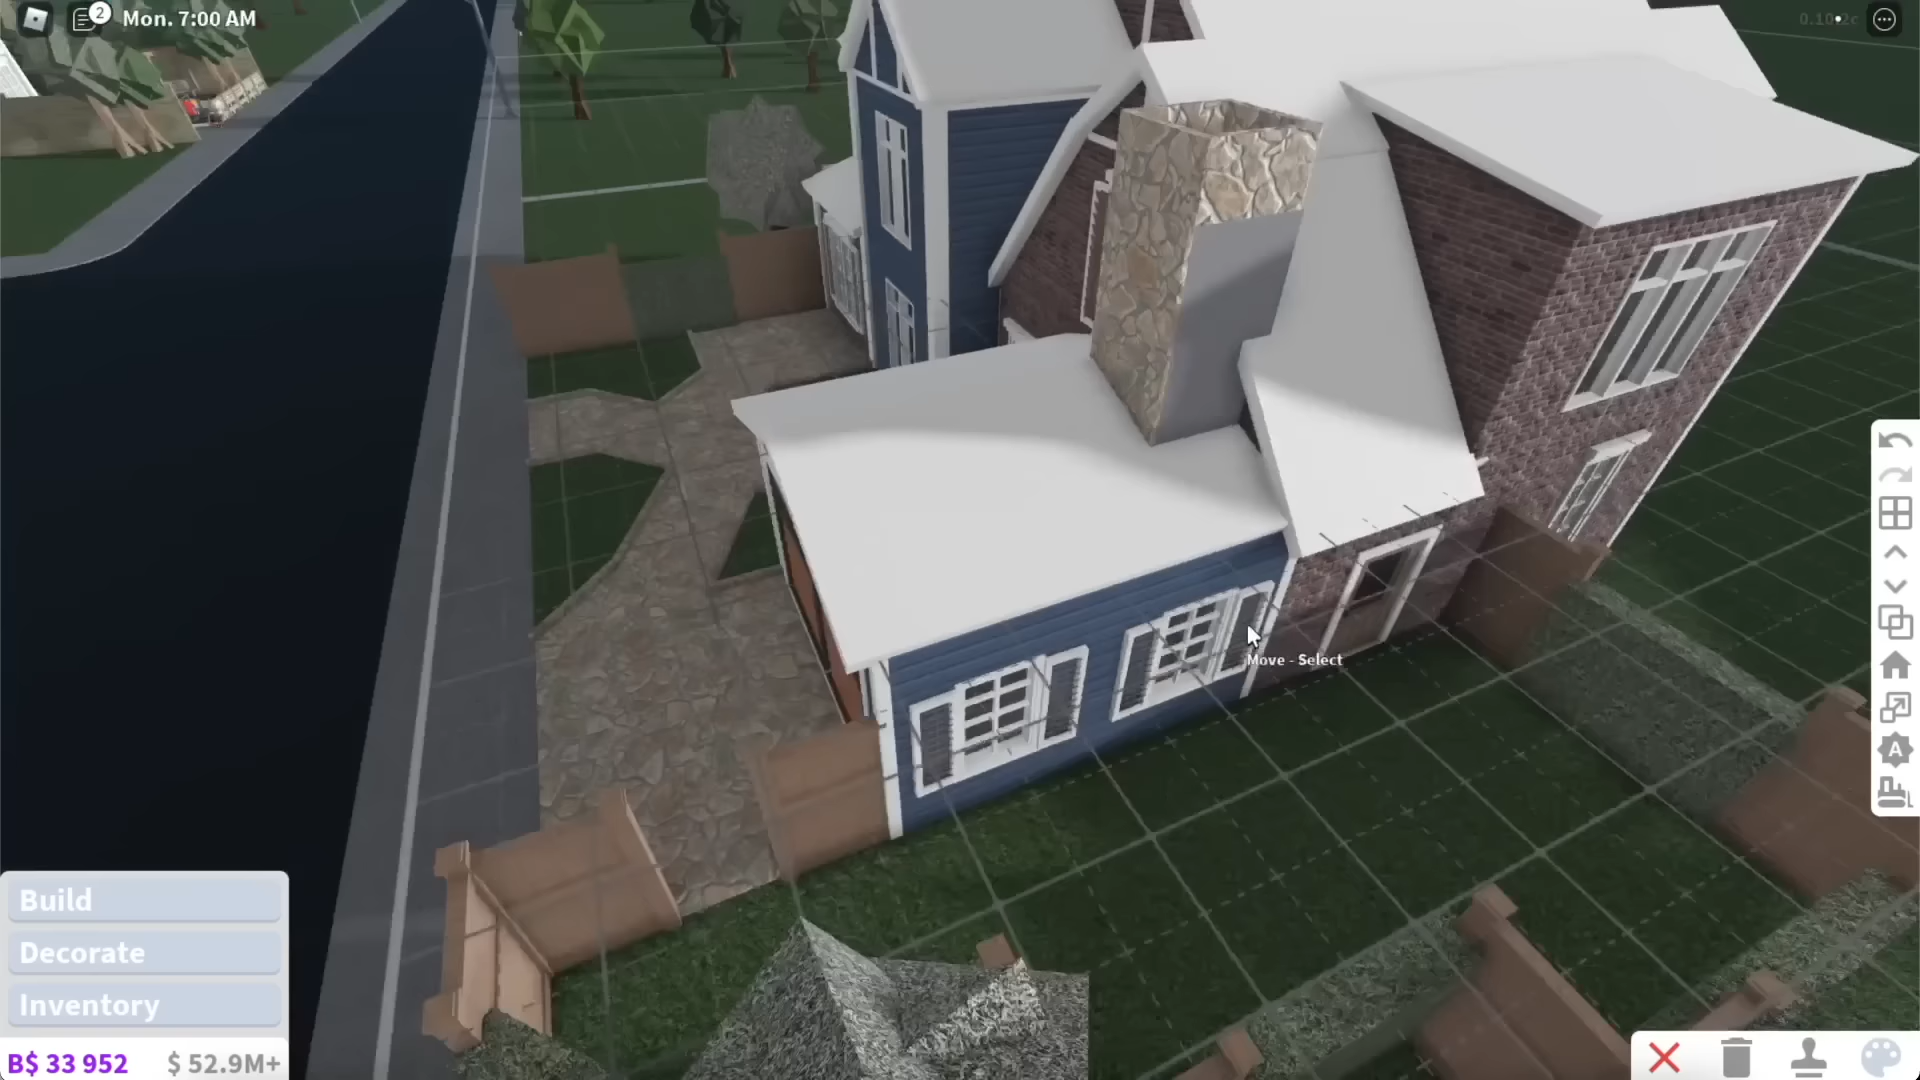 2
Mon. 7:00 AM
Move - Select
A
Build
Decorate
Inventory
B$ 33 952
$ 52.9M+